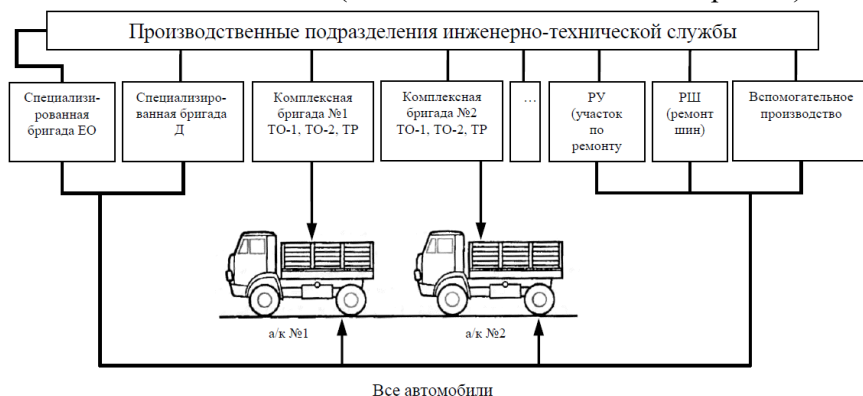 Производственные подразделения инженерно-технической службы
Специализи-
рованная
бригада ЕО
Специализиро-
ванная бригада
Д
Комплексная
бригада №1
ТО-1, ТО-2, ТР
Комплексная
бригада №2
ТО-1, ТО-2, ТР
…
РУ
(участок
по
ремонту
РШ
(ремонт
шин)
Вспомогательное
производство
а/к №1
а/к №2
Все автомобили